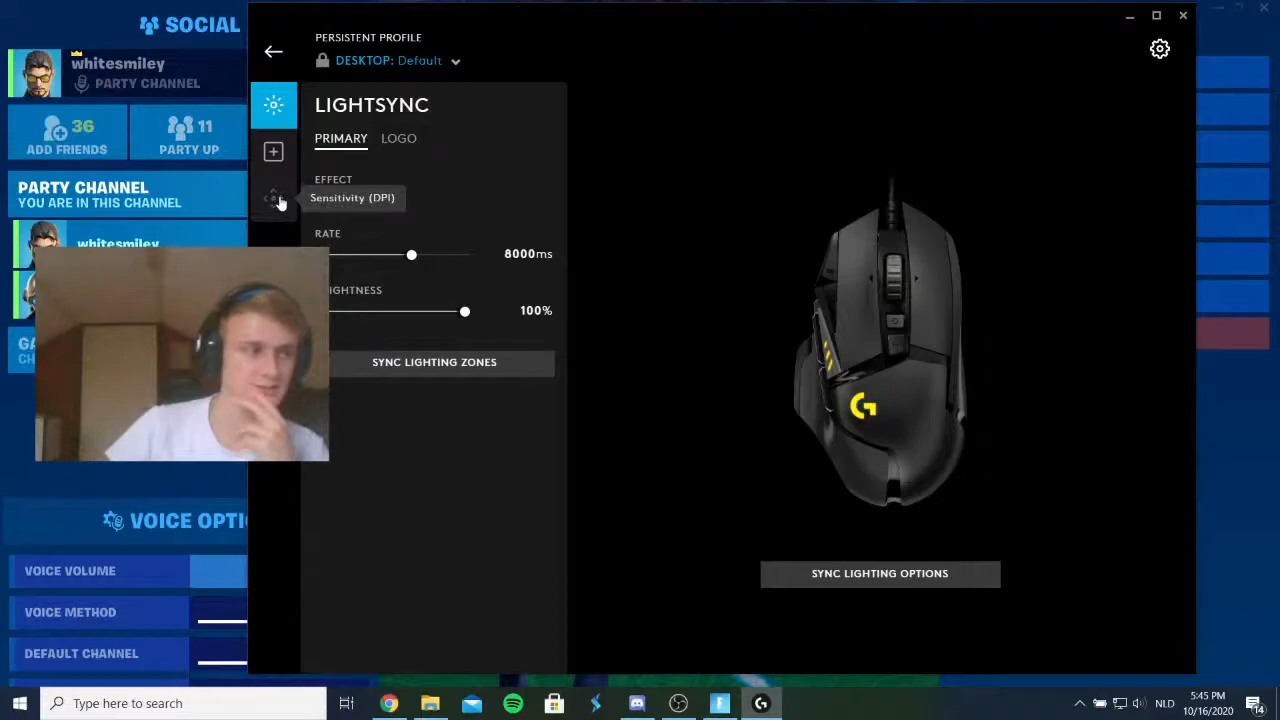 SOCIAL
whitesmiley
PARTY CHANNEL
36
ADD FRIENDS
11
PARTY UP
PARTY CHANNEL
YOU ARE IN THIS CHANNEL
whitesmiley
VOICE OPTI
VOICE VOLUME
VOICE METHOD
DEFAULT CHANNEL
PERSISTENT PROFILE
DESKTOP: Default
LIGHTSYNC
PRIMARY LOGO
EFFECT
Sensitivity (DPI)
RATE
8000ms
IGHTNESS
100%
SYNC LIGHTING ZONES
SYNC LIGHTING OPTIONS
Type here to search
NLD
5:45 PM
10/16/2020
14